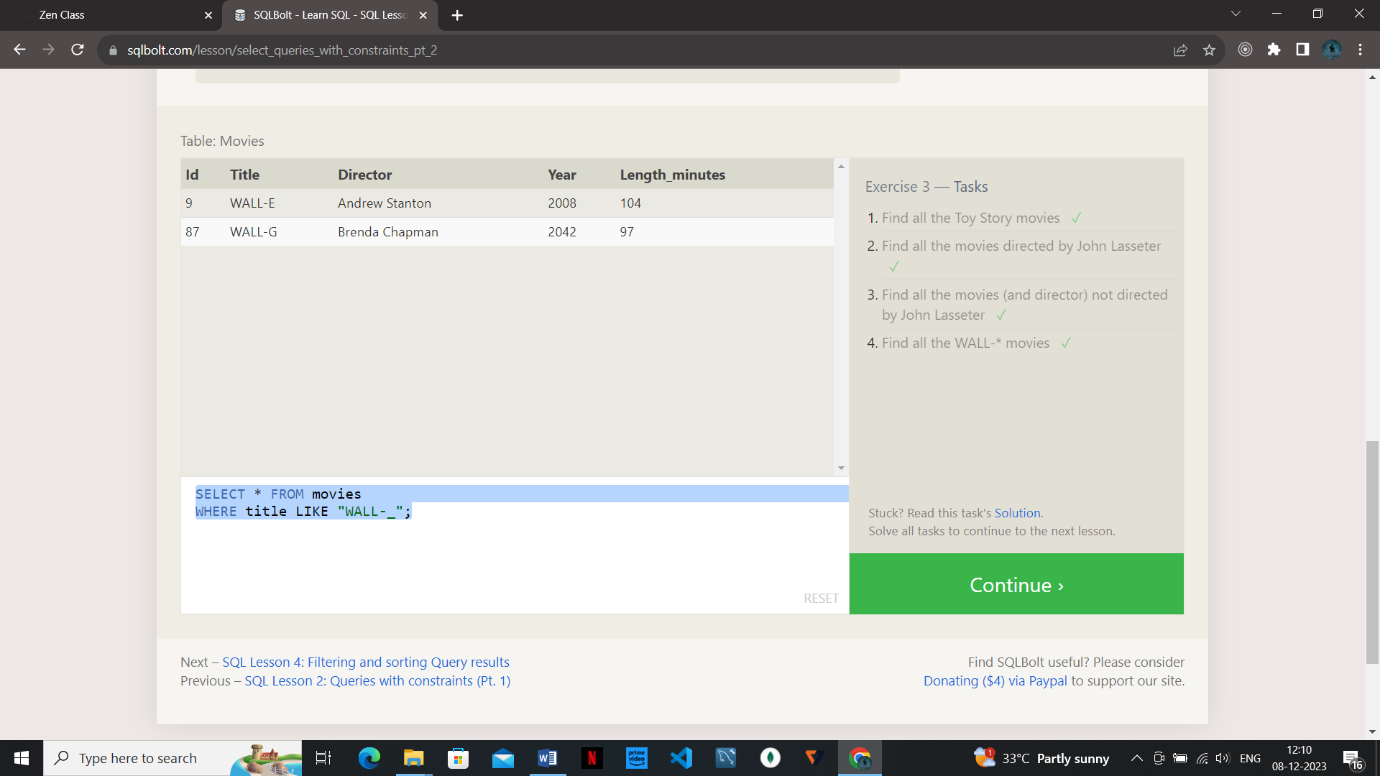 Zen Class
SQLBolt - Learn SQL - SQL Lesso
sqlbolt.com/lesson/select_queries_with_constraints_pt_2
Table: Movies
Id Title Director Year Length_minutes
9 WALL-E Andrew Stanton 2008 104
87 WALL-G Brenda Chapman 2042 97
SELECT * FROM movies
WHERE title LIKE "WALL-_";
RESET
Exercise 3 — Tasks
1. Find all the Toy Story movies ✓
2. Find all the movies directed by John Lasseter
✓
3. Find all the movies (and director) not directed
by John Lasseter ✓
4. Find all the WALL-* movies ✓
Stuck? Read this task's Solution.
Solve all tasks to continue to the next lesson.
Continue ›
Next – SQL Lesson 4: Filtering and sorting Query results
Previous – SQL Lesson 2: Queries with constraints (Pt. 1)
Find SQLBolt useful? Please consider
Donating ($4) via Paypal to support our site.
Type here to search
prime video
1
33°C Partly sunny
ENG
12:10
08-12-2023
16